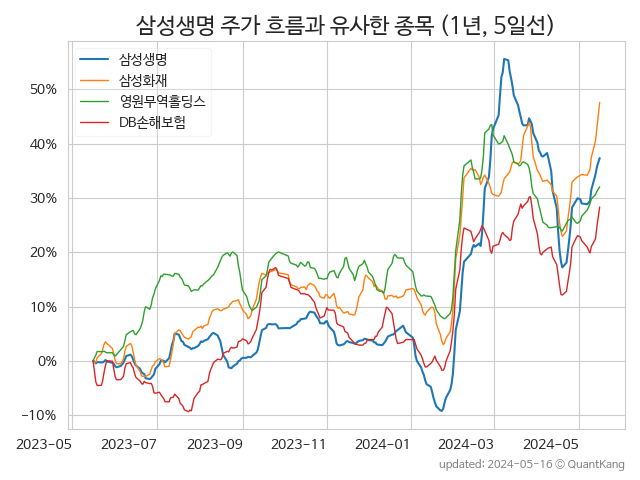 삼성생명 주가 흐름과 유사한 종목 (1년, 5일선)
삼성생명
삼성화재
영원무역홀딩스
DB손해보험
50%
40%
30%
20%
10%
0%
−10%
2023-05 2023-07 2023-09 2023-11 2024-01 2024-03 2024-05
updated: 2024-05-16 © QuantKang